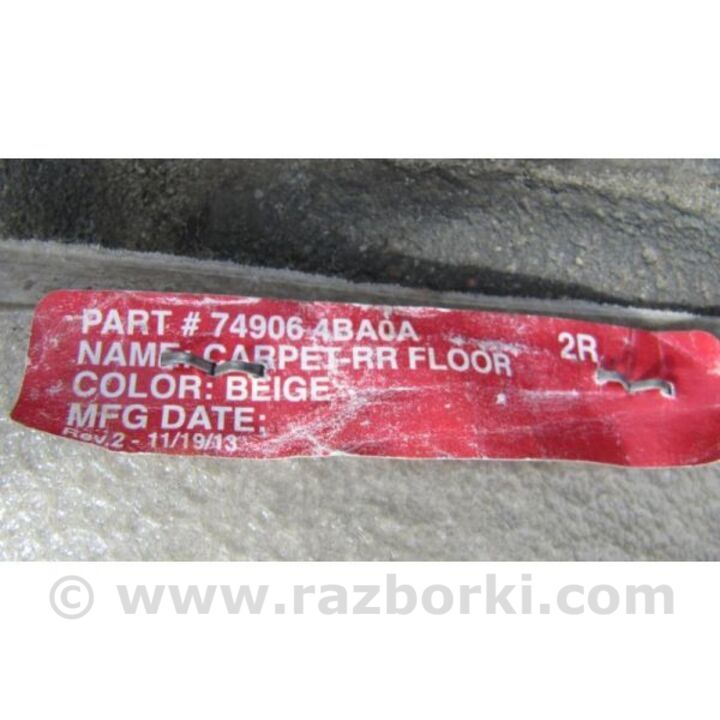 PART # 74906 4BA0A
NAME: CARPET-RR FLOOR 2R
COLOR: BEIGE
MFG DATE:
Rev.2 - 11/19/13
© www.razborki.com